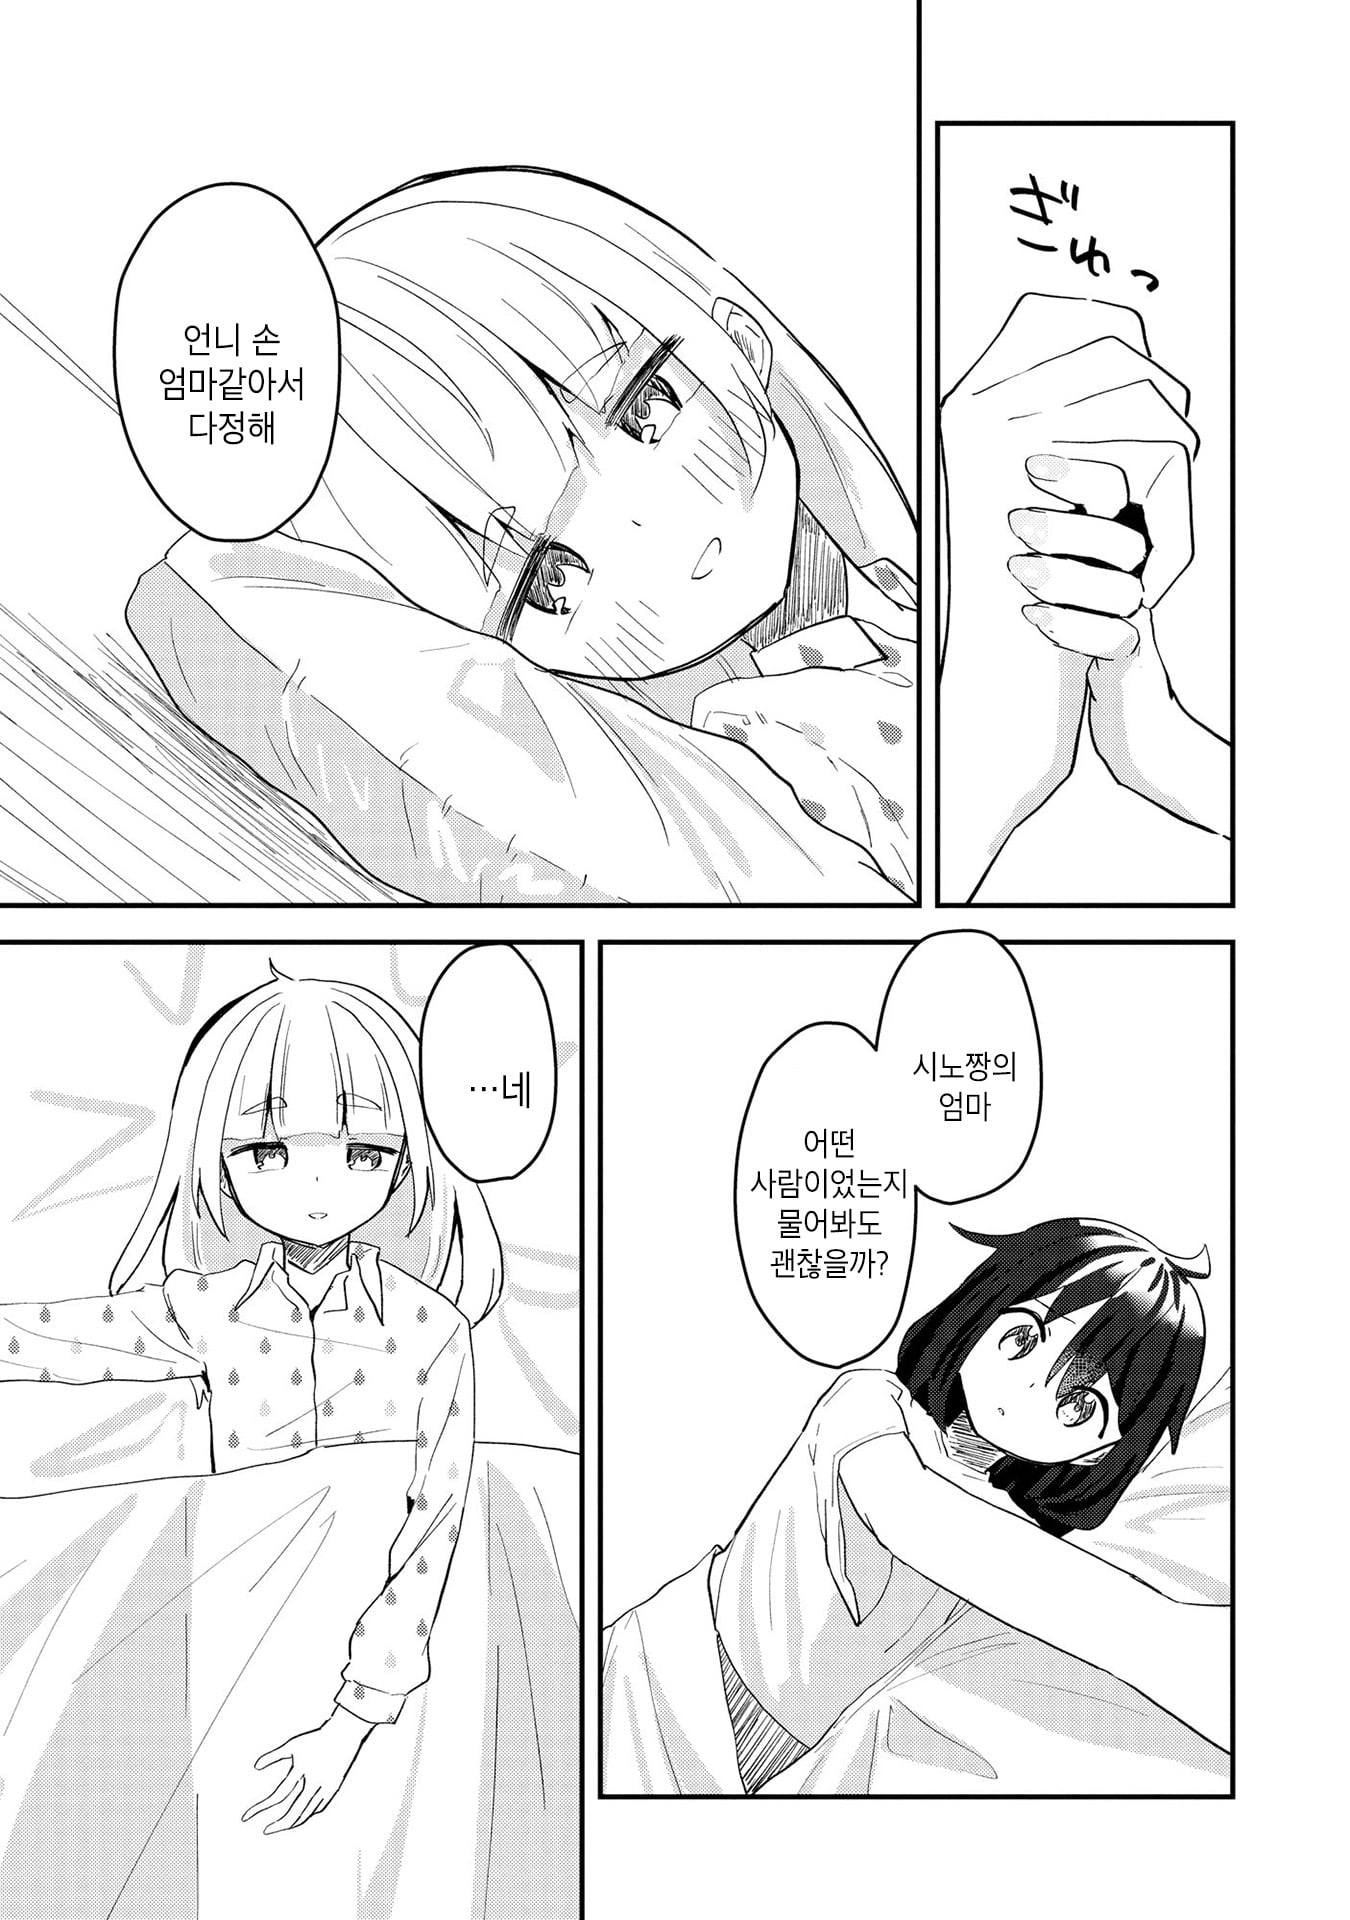 ぎゅっ
언니 손
엄마같아서
다정해
시노짱의
엄마
어떤
사람이었는지
물어봐도
괜찮을까?
…네